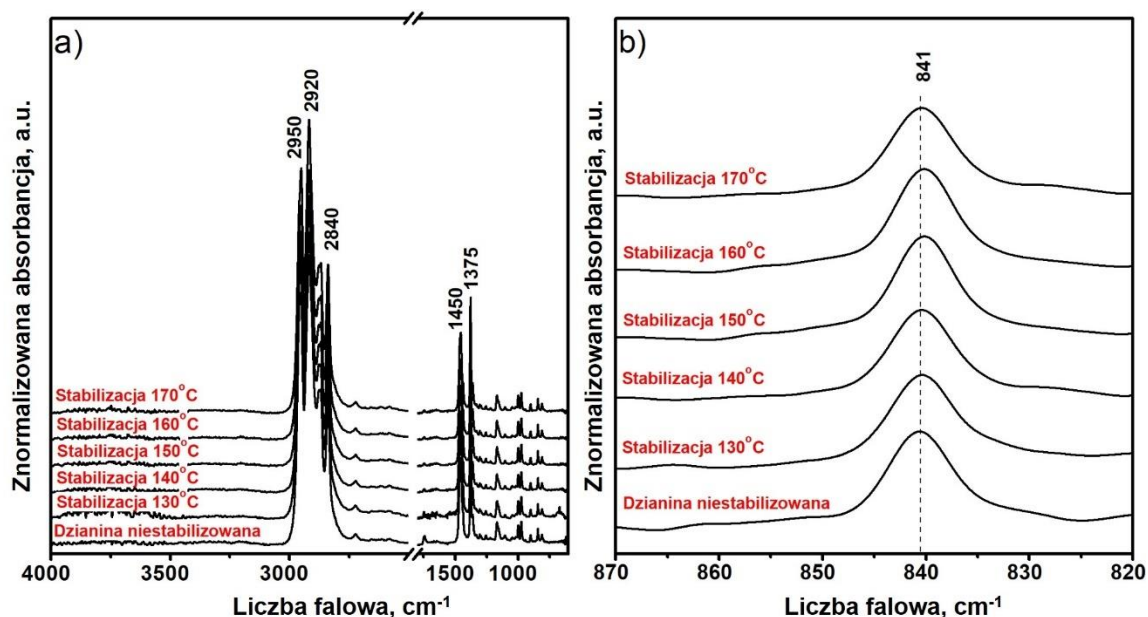 a)
Znormalizowana absorbancja, a.u.
2950
2920
2840
1450
1375
Stabilizacja 170°C
Stabilizacja 160°C
Stabilizacja 150°C
Stabilizacja 140°C
Stabilizacja 130°C
Dzianina niestabilizowana
4000 3500 3000 1500 1000
Liczba falowa, cm-1
b)
Znormalizowana absorbancja, a.u.
841
Stabilizacja 170°C
Stabilizacja 160°C
Stabilizacja 150°C
Stabilizacja 140°C
Stabilizacja 130°C
Dzianina niestabilizowana
870 860 850 840 830 820
Liczba falowa, cm-1